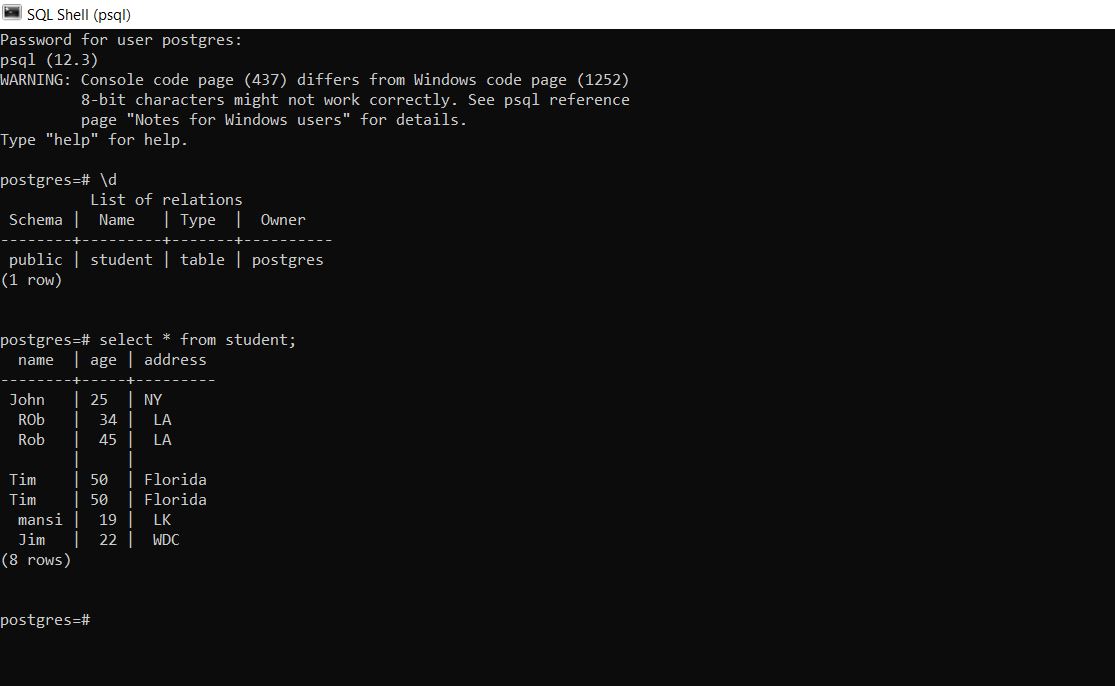 SQL Shell (psql)
Password for user postgres:
psql (12.3)
WARNING: Console code page (437) differs from Windows code page (1252)
         8-bit characters might not work correctly. See psql reference
         page "Notes for Windows users" for details.
Type "help" for help.

postgres=# \d
          List of relations
 Schema |  Name   | Type  |  Owner
--------+---------+-------+----------
 public | student | table | postgres
(1 row)


postgres=# select * from student;
  name  | age | address
--------+-----+---------
 John   | 25  | NY
  ROb   |  34 |  LA
  Rob   |  45 |  LA
        |     |
 Tim    | 50  | Florida
 Tim    | 50  | Florida
  mansi |  19 |  LK
  Jim   |  22 |  WDC
(8 rows)


postgres=#